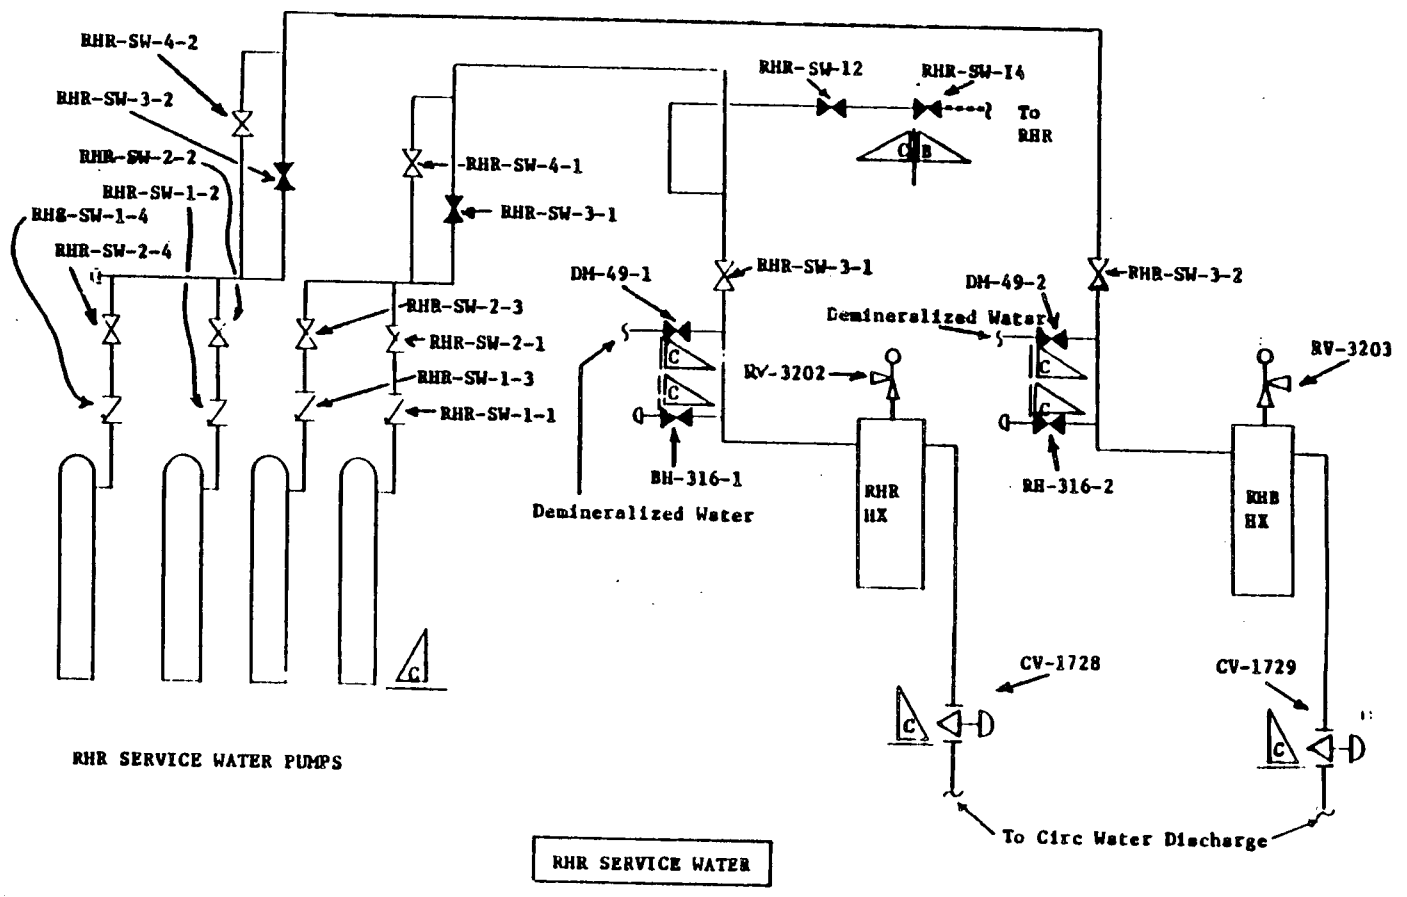 RHR-SW-4-2
RHR-SW-3-2
RHR-SW-2-2
RHR-SW-1-2
RHS-SW-1-4
RHR-SW-2-4
RHR-SW-4-1
RHR-SW-3-1
RHR-SW-2-3
RHR-SW-2-1
RHR-SW-1-3
RHR-SW-1-1
RHR-SW-12
RHR-SW-14
To
RHR
C B
DM-49-1
RHR-SW-3-1
DM-49-2
RHR-SW-3-2
Demineralized Water
C
C
C
C
RV-3202
RV-3203
BH-316-1
RH-316-2
Demineralized Water
RHR
HX
RHB
HX
C
CV-1728
CV-1729
C
C
RHR SERVICE WATER PUMPS
To Circ Water Discharge
RHR SERVICE WATER